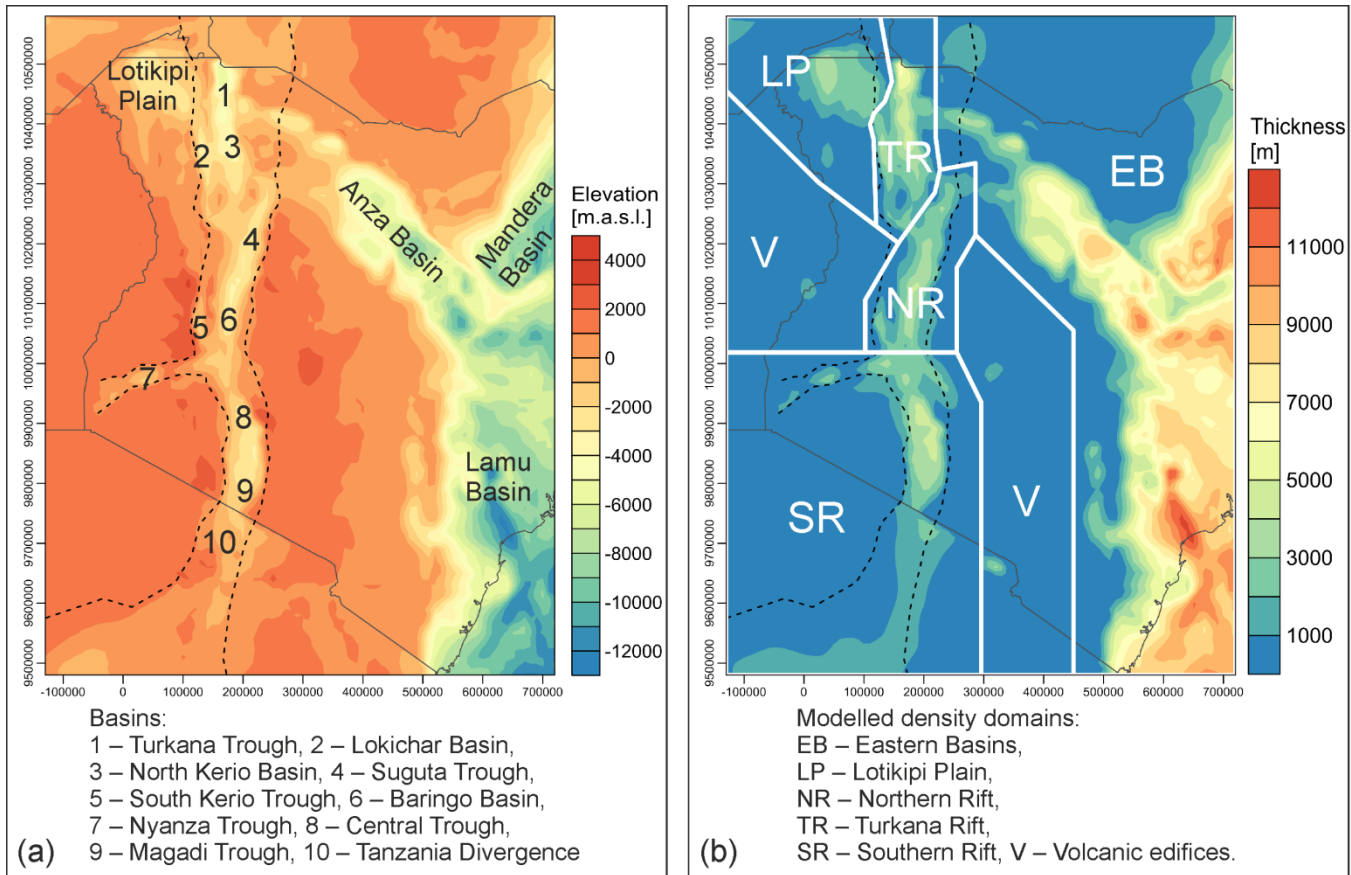 Lotikipi
Plain
1
2
3
Anza Basin
Mandera
Basin
4
5
6
7
8
9
10
Lamu
Basin
10500000
10400000
10300000
10200000
10100000
10000000
9900000
9800000
9700000
9600000
9500000
-100000 0 100000 200000 300000 400000 500000 600000 700000
Elevation
[m.a.s.l.]
4000
2000
0
-2000
-4000
-6000
-8000
-10000
-12000
Basins:
1 – Turkana Trough, 2 – Lokichar Basin,
3 – North Kerio Basin, 4 – Suguta Trough,
5 – South Kerio Trough, 6 – Baringo Basin,
7 – Nyanza Trough, 8 – Central Trough,
9 – Magadi Trough, 10 – Tanzania Divergence
(a)
LP
TR
EB
V
NR
SR
V
10500000
10400000
10300000
10200000
10100000
10000000
9900000
9800000
9700000
9600000
9500000
-100000 0 100000 200000 300000 400000 500000 600000 700000
Thickness
[m]
11000
9000
7000
5000
3000
1000
Modelled density domains:
EB – Eastern Basins,
LP – Lotikipi Plain,
NR – Northern Rift,
TR – Turkana Rift,
SR – Southern Rift, V – Volcanic edifices.
(b)